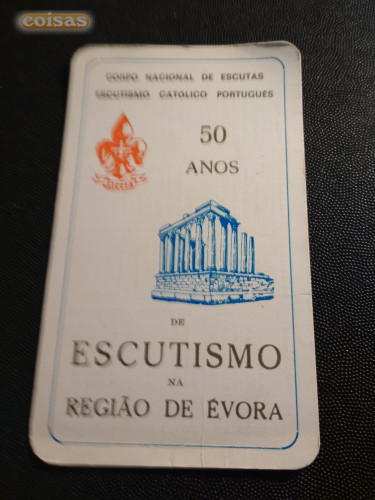 coisas
CORPO NACIONAL DE ESCUTAS
ESCUTISMO CATÓLICO PORTUGUÊS
50
ANOS
DE
ESCUTISMO
NA
REGIÃO DE ÉVORA